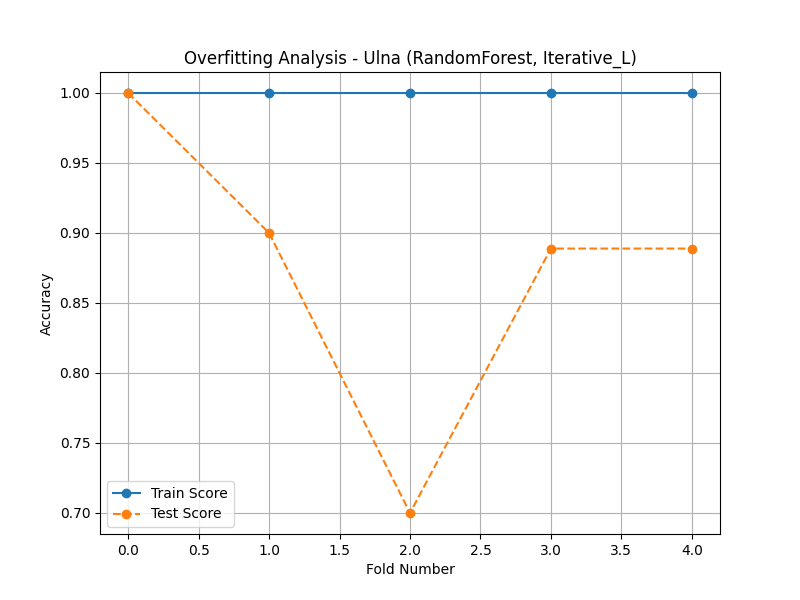 Overfitting Analysis - Ulna (RandomForest, Iterative_L)
1.00
0.95
0.90
0.85
0.80
0.75
0.70
Accuracy
Train Score
Test Score
0.0 0.5 1.0 1.5 2.0 2.5 3.0 3.5 4.0
Fold Number